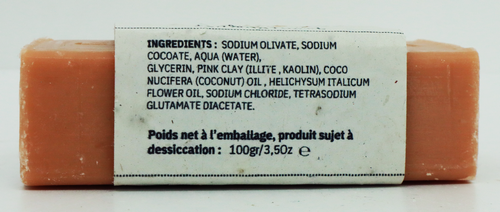 INGREDIENTS : SODIUM OLIVATE, SODIUM
COCOATE, AQUA (WATER),
GLYCERIN, PINK CLAY (ILLITE , KAOLIN), COCO
NUCIFERA (COCONUT) OIL , HELICHYSUM ITALICUM
FLOWER OIL, SODIUM CHLORIDE, TETRASODIUM
GLUTAMATE DIACETATE.
Poids net à l'emballage, produit sujet à
dessiccation : 100gr/3,5Oz ℮